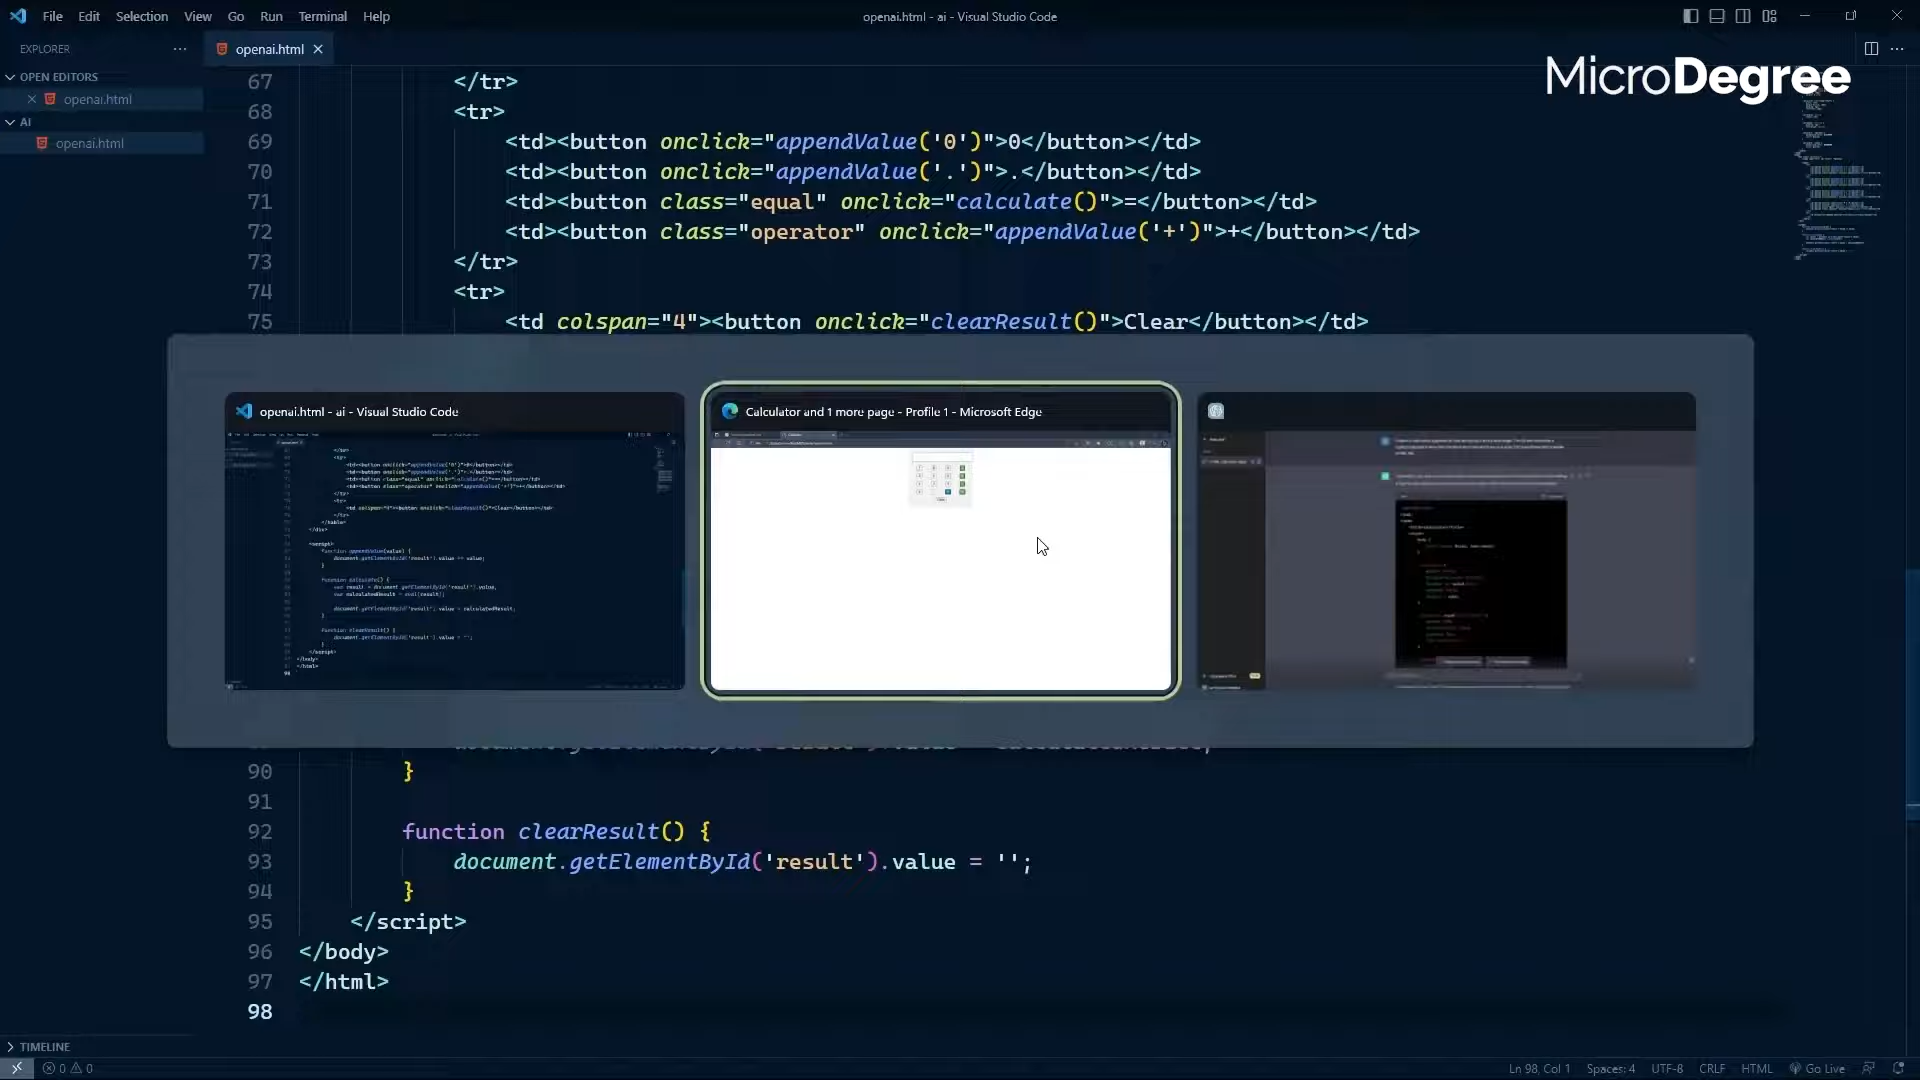 File Edit Selection View Go Run Terminal Help
openai.html - ai - Visual Studio Code
EXPLORER
openai.html
OPEN EDITORS
openai.html
AI
openai.html
MicroDegree
67 </tr>
68 <tr>
69 <td><button onclick="appendValue('0')">0</button></td>
70 <td><button onclick="appendValue('.')">.</button></td>
71 <td><button class="equal" onclick="calculate()">=</button></td>
72 <td><button class="operator" onclick="appendValue('+')">+</button></td>
73 </tr>
74 <tr>
75 <td colspan="4"><button onclick="clearResult()">Clear</button></td>
openai.html - ai - Visual Studio Code
Calculator and 1 more page - Profile 1 - Microsoft Edge
90 }
91
92 function clearResult() {
93 document.getElementById('result').value = '';
94 }
95 </script>
96 </body>
97 </html>
98
TIMELINE
0 0
Ln 98, Col 1 Spaces: 4 UTF-8 CRLF HTML Go Live